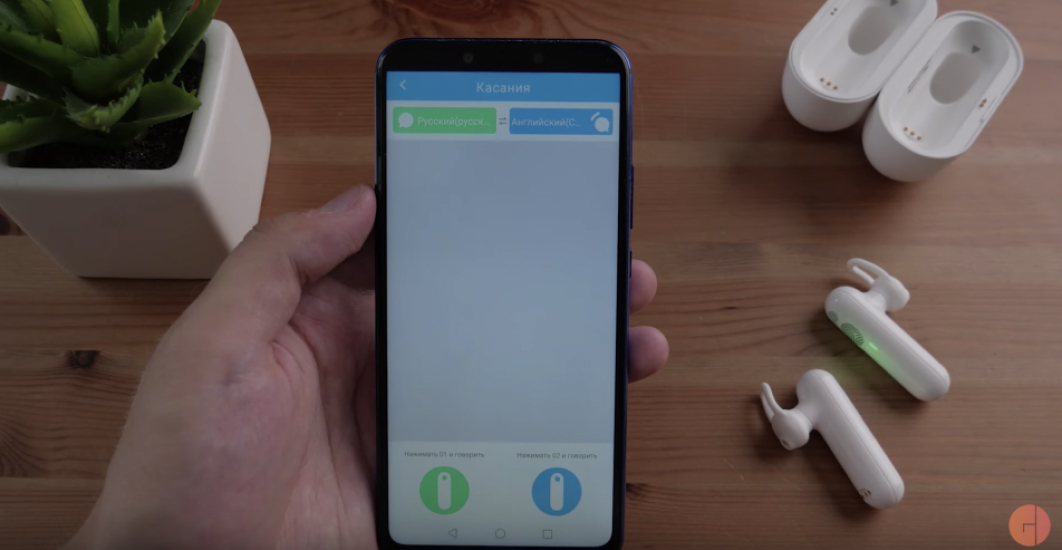 Касания
Русский(русск...
Английский(С...
Нажимать 01 и говорить
Нажимать 02 и говорить